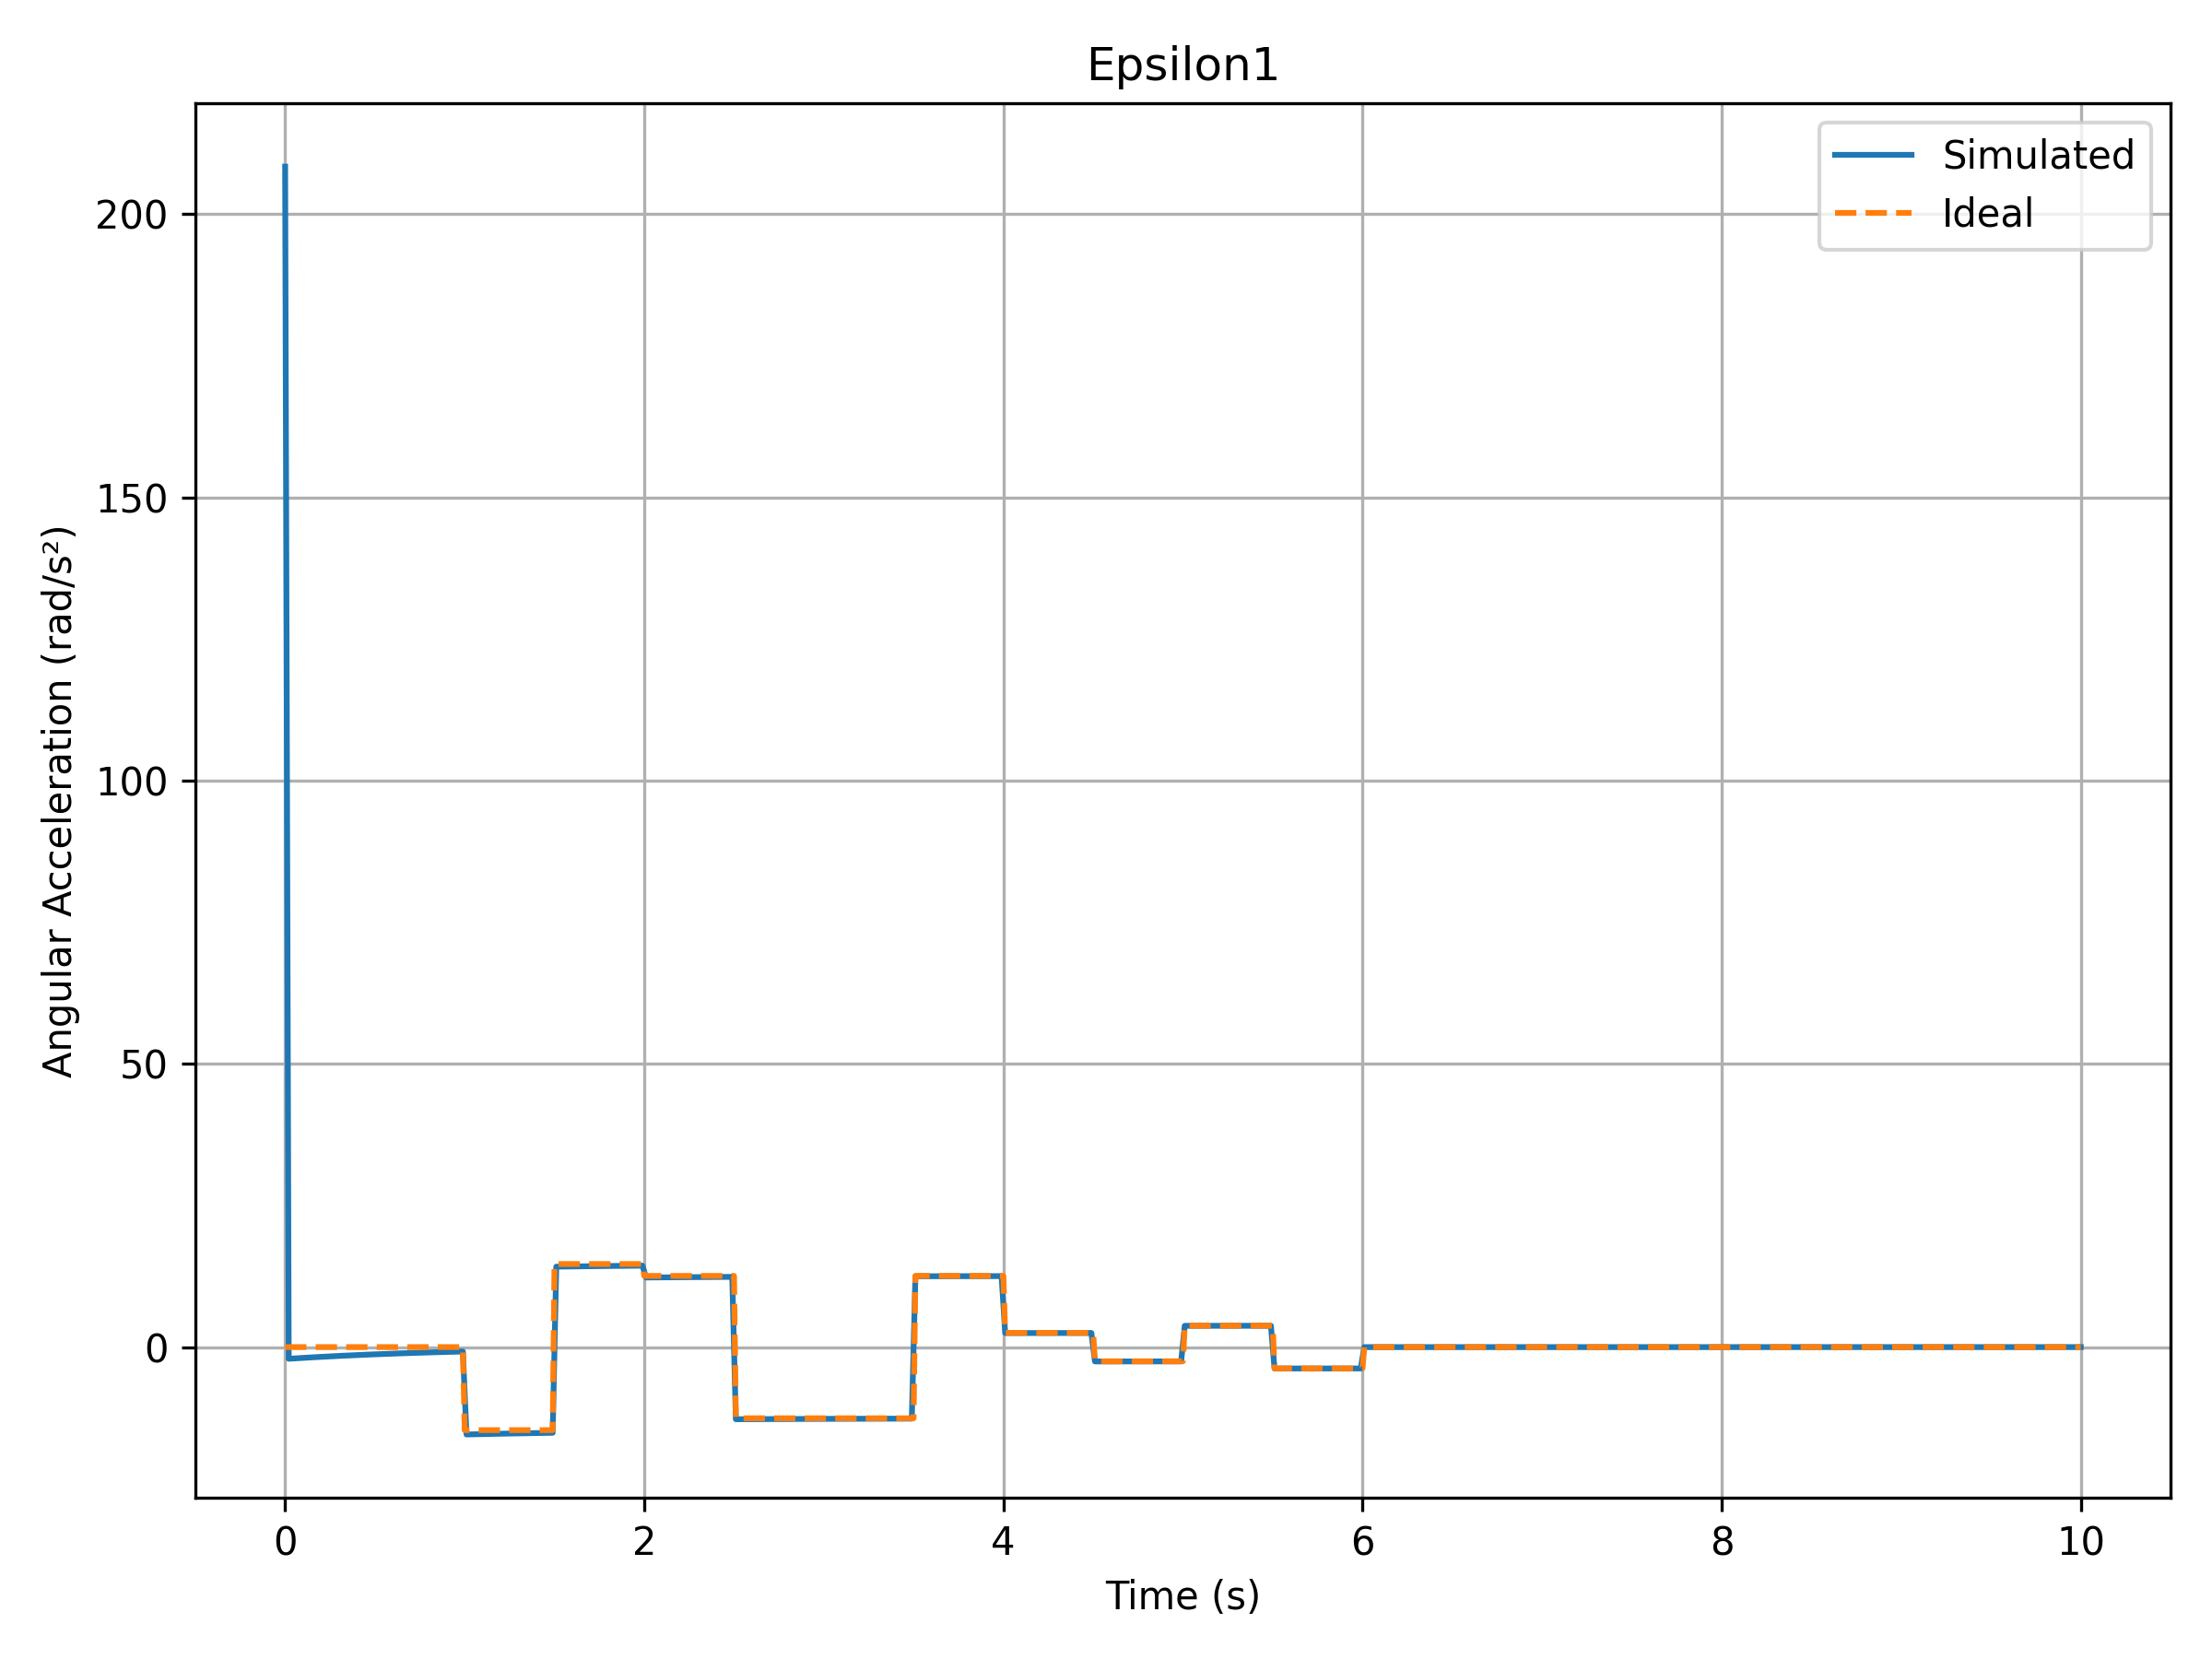 Epsilon1
Simulated
Ideal
200
150
100
50
0
Angular Acceleration (rad/s²)
0 2 4 6 8 10
Time (s)